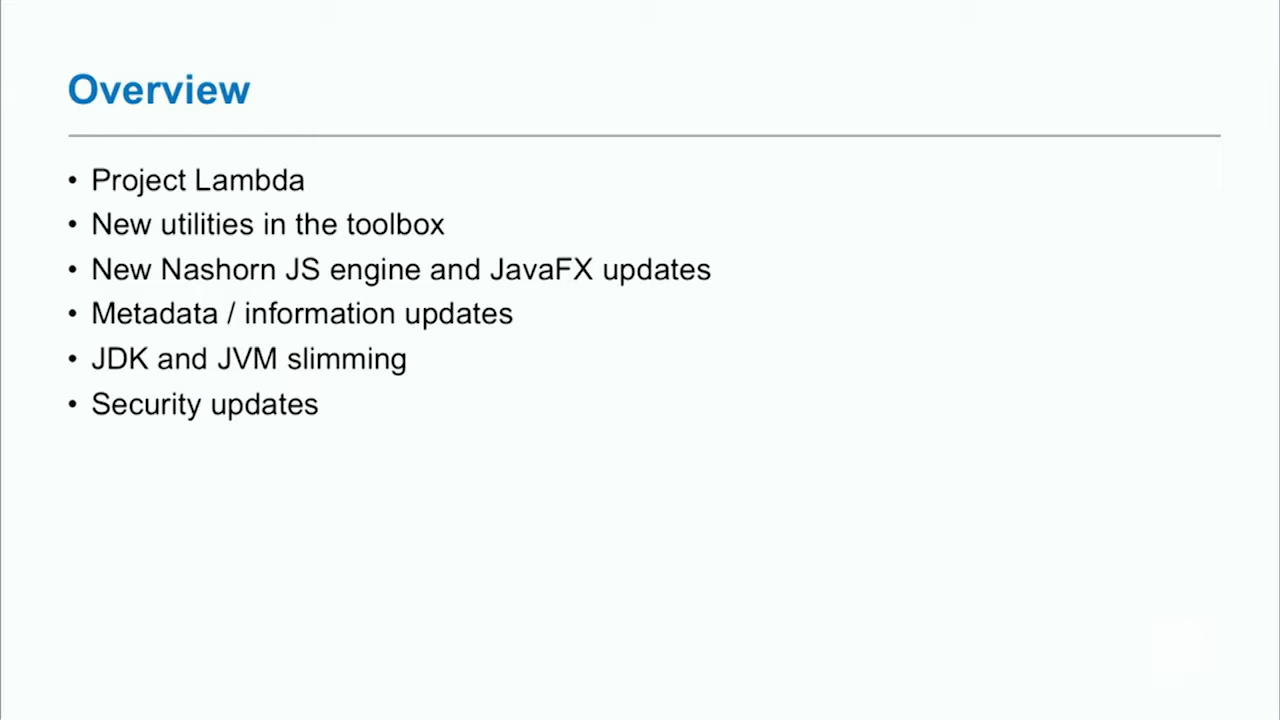 Overview
• Project Lambda
• New utilities in the toolbox
• New Nashorn JS engine and JavaFX updates
• Metadata / information updates
• JDK and JVM slimming
• Security updates